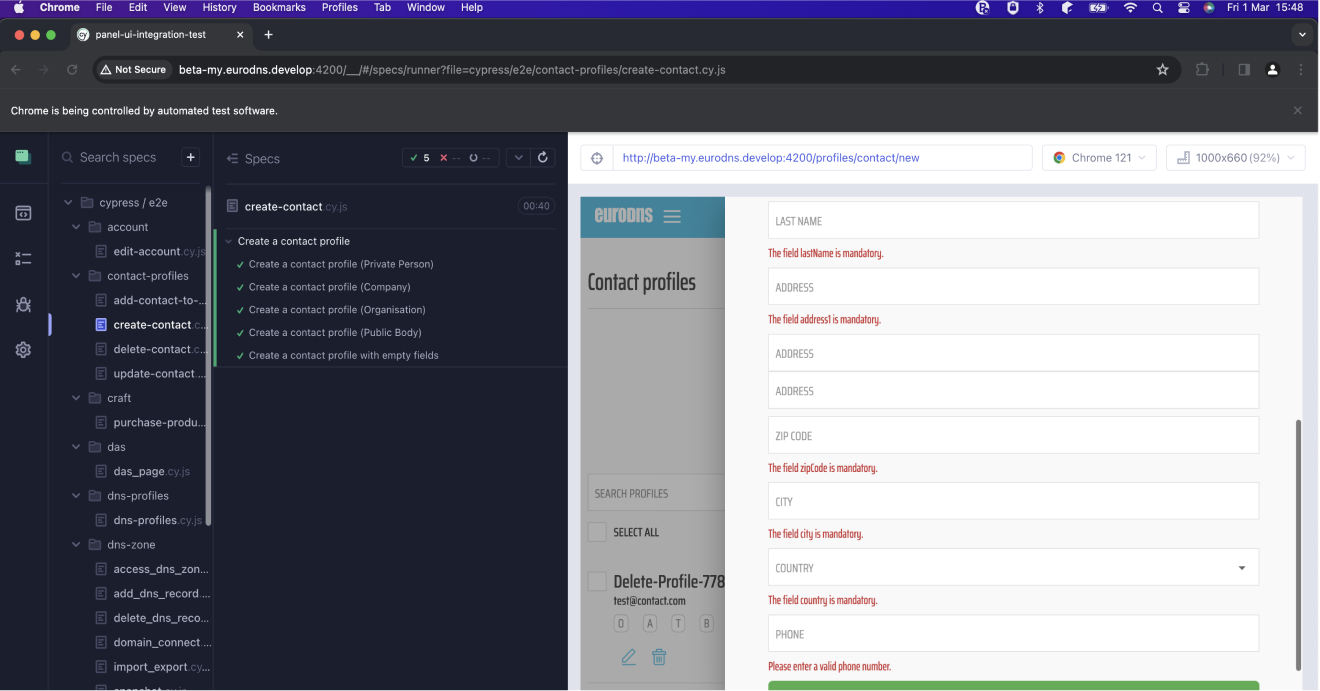 Chrome File Edit View History Bookmarks Profiles Tab Window Help Fri 1 Mar 15:48
cy panel-ui-integration-test
Not Secure beta-my.eurodns.develop:4200/__/#/specs/runner?file=cypress/e2e/contact-profiles/create-contact.cy.js
Chrome is being controlled by automated test software.
Search specs
cypress / e2e
account
edit-account.cy.js
contact-profiles
add-contact-to-...
create-contact.c...
delete-contact.c...
update-contact....
craft
purchase-produ...
das
das_page.cy.js
dns-profiles
dns-profiles.cy.js
dns-zone
access_dns_zon...
add_dns_record....
delete_dns_reco...
domain_connect....
import_export.cy...
Specs
5 -- --
create-contact.cy.js 00:40
Create a contact profile
Create a contact profile (Private Person)
Create a contact profile (Company)
Create a contact profile (Organisation)
Create a contact profile (Public Body)
Create a contact profile with empty fields
http://beta-my.eurodns.develop:4200/profiles/contact/new
Chrome 121
1000x660 (92%)
euroDNS
Contact profiles
SEARCH PROFILES
SELECT ALL
Delete-Profile-778
test@contact.com
O A T B
LAST NAME
The field lastName is mandatory.
ADDRESS
The field address1 is mandatory.
ADDRESS
ADDRESS
ZIP CODE
The field zipCode is mandatory.
CITY
The field city is mandatory.
COUNTRY
The field country is mandatory.
PHONE
Please enter a valid phone number.